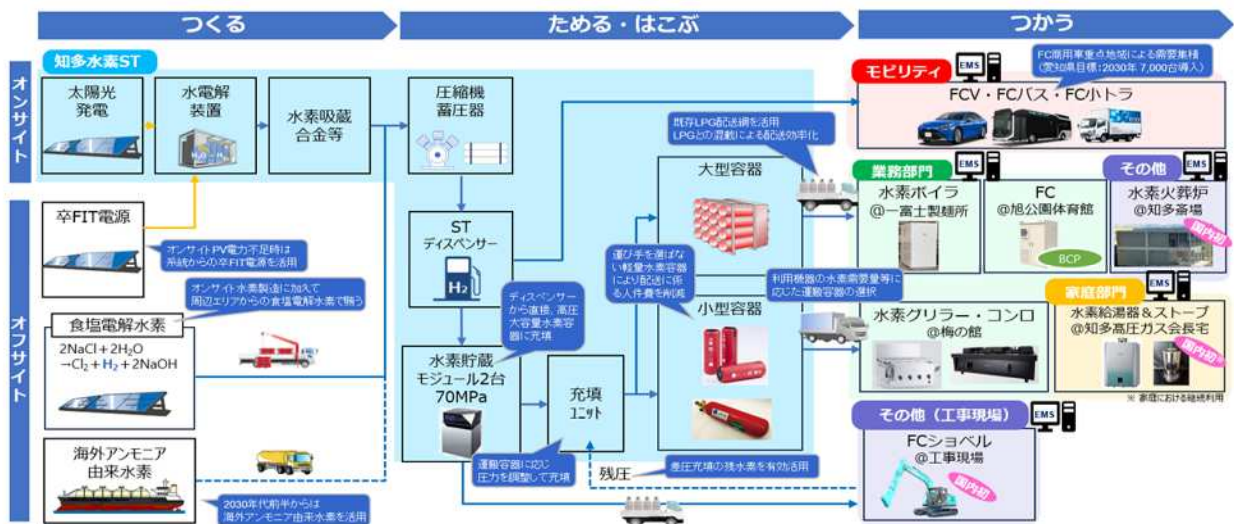 つくる
ためる・はこぶ
つかう
オンサイト
オフサイト
知多水素ST
太陽光
発電
水電解
装置
水素吸蔵
合金等
卒FIT電源
オンサイトPV電力不足時は
系統からの卒FIT電源を活用
オンサイト水素製造に加えて
周辺エリアからの食塩電解水素で賄う
食塩電解水素
2NaCl+2H₂O
→Cl₂+H₂+2NaOH
海外アンモニア
由来水素
2030年代前半からは
海外アンモニア由来水素を活用
圧縮機
蓄圧器
ST
ディスペンサー
H₂
ディスペンサー
から直接、高圧
大容量水素容
器に充填
水素貯蔵
モジュール2台
70MPa
充填
ユニット
運搬容器に応じ
圧力を調整して充填
残圧
差圧充填の残水素を有効活用
既存LPG配送網を活用
LPGとの混載による配送効率化
大型容器
運び手を選ばな
い軽量水素容器
により配送に係
る人件費を削減
小型容器
利用機器の水素需要量等に
応じた運搬容器の選択
モビリティ
EMS
FC商用車重点地域による需要集積
(愛知県目標:2030年 7,000台導入)
FCV・FCバス・FC小トラ
業務部門
EMS
水素ボイラ
@一富士製麺所
FC
@旭公園体育館
BCP
その他
EMS
水素火葬炉
@知多斎場
国内初
水素グリラー・コンロ
@梅の館
家庭部門
EMS
水素給湯器&ストーブ
@知多高圧ガス会長宅
国内初
※ 家庭における継続利用
その他(工事現場)
EMS
FCショベル
@工事現場
国内初